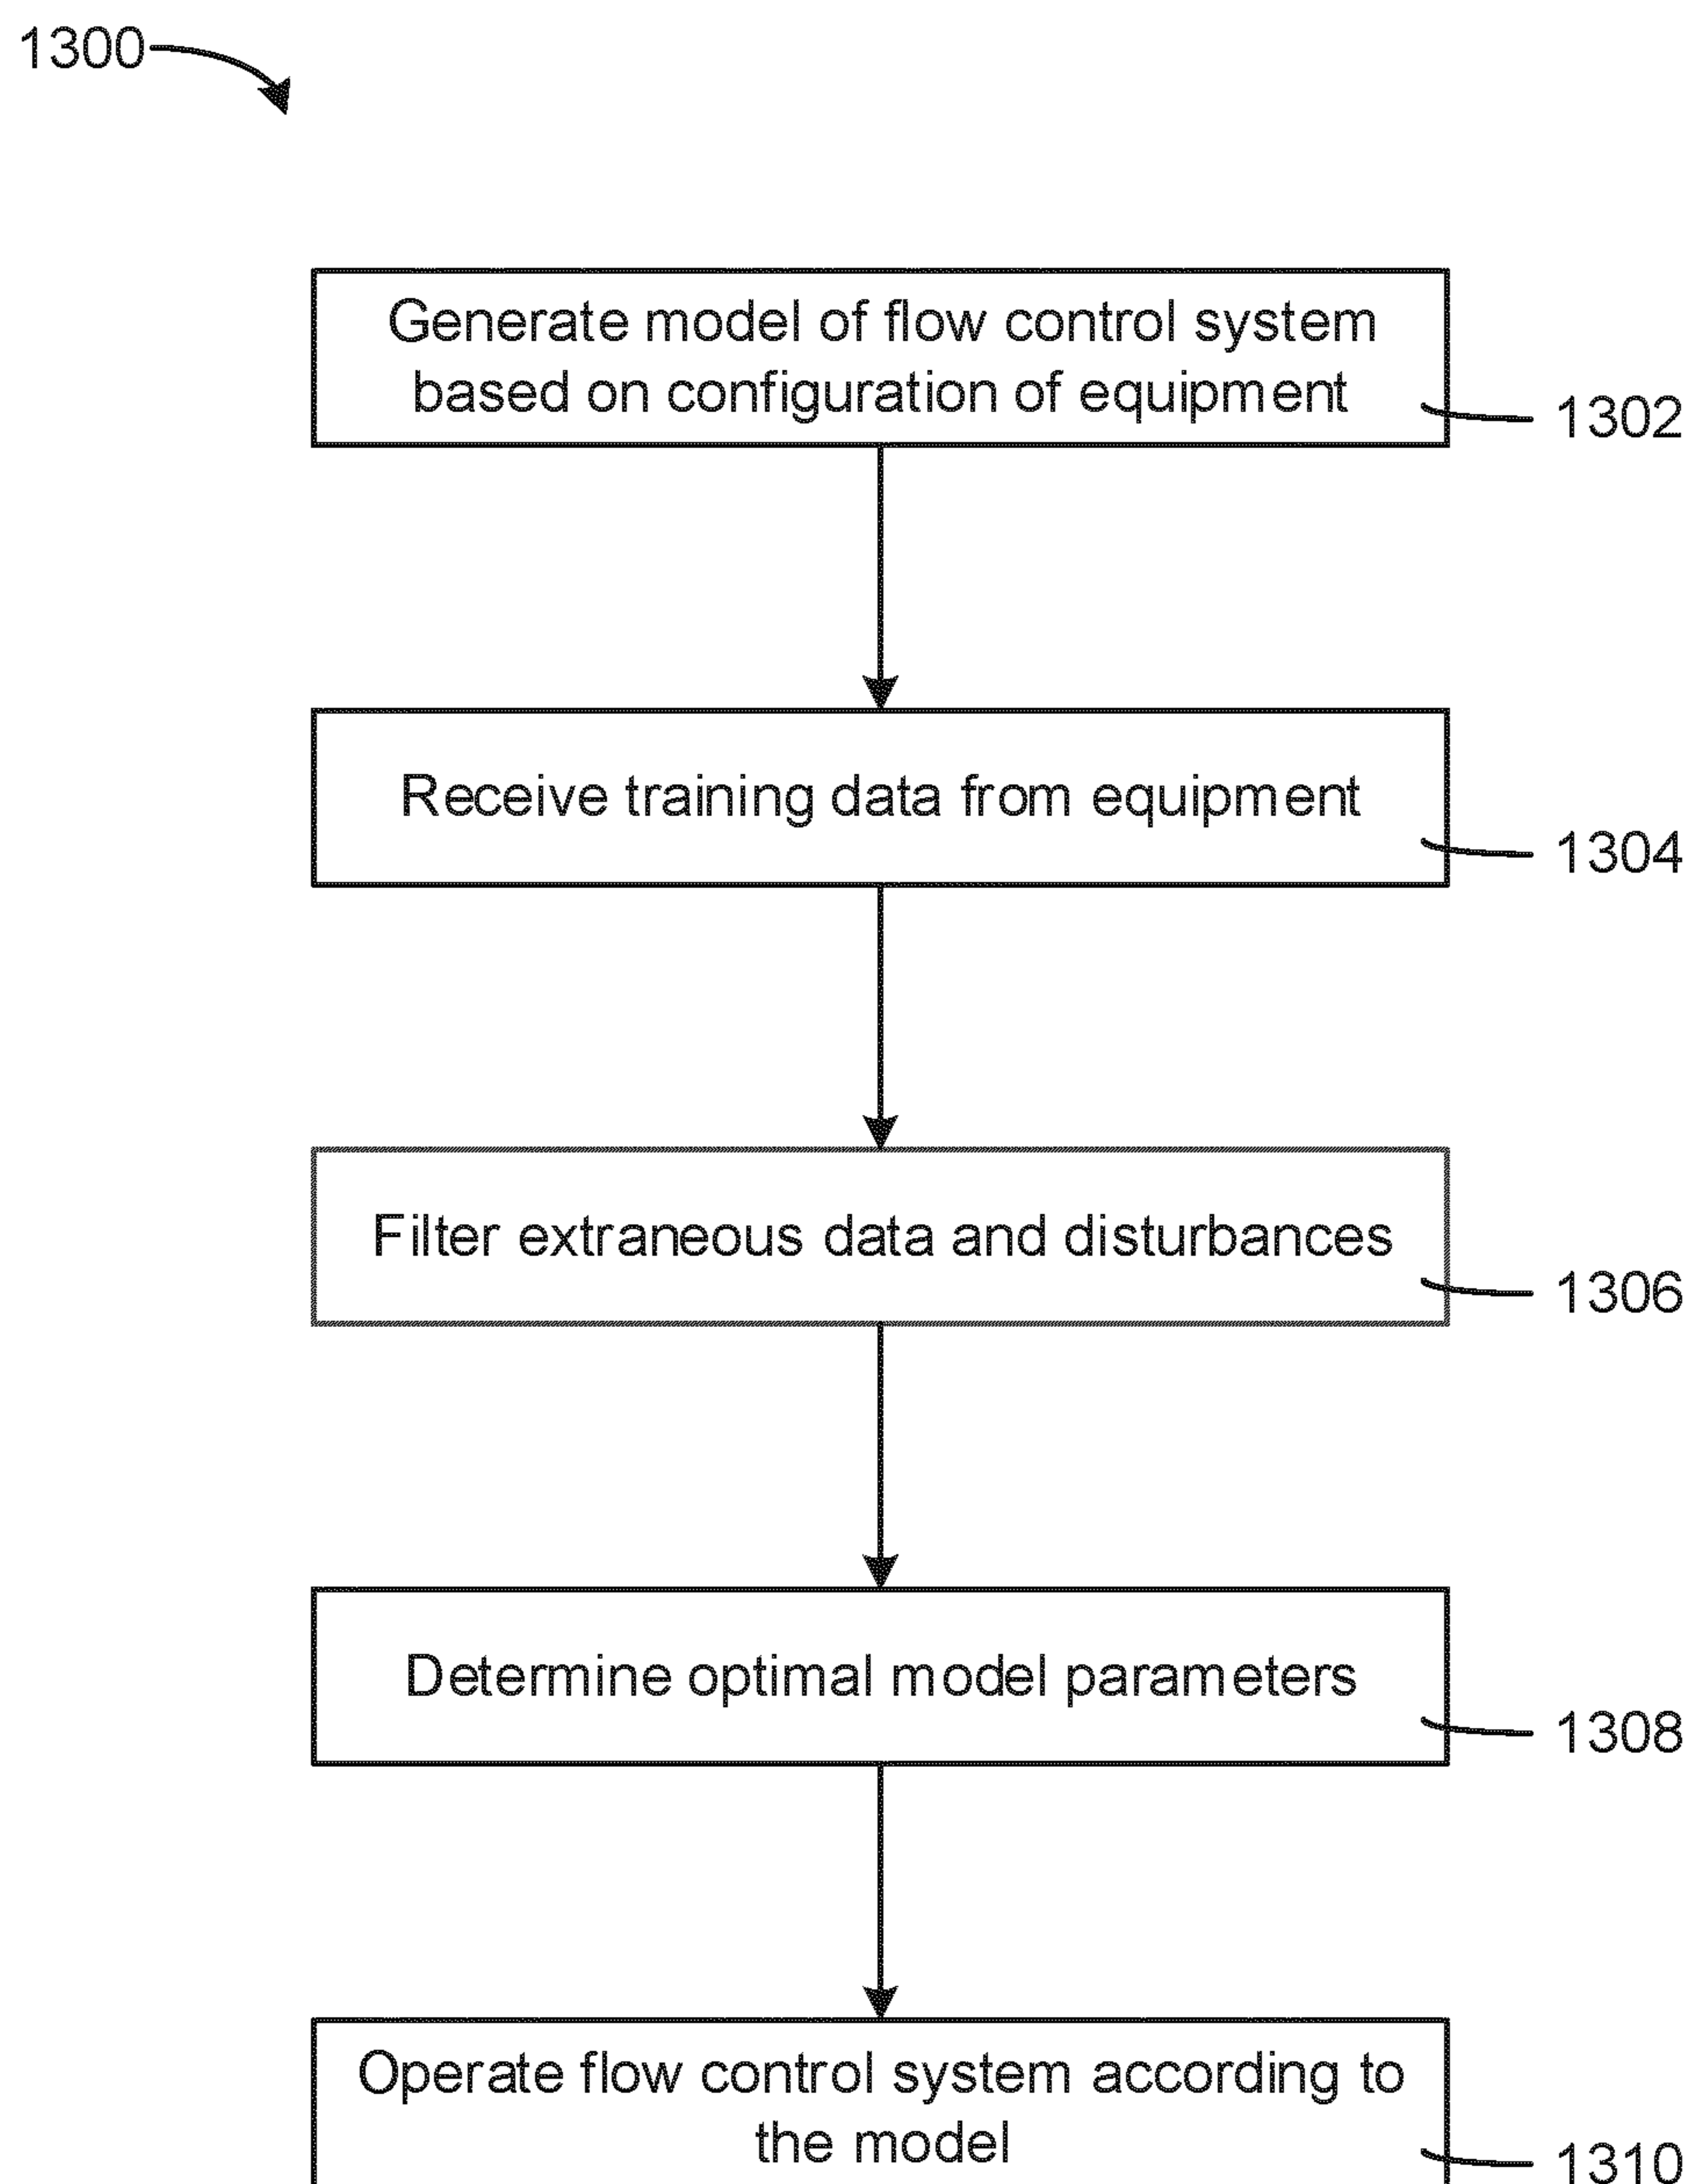 1300
Generate model of flow control system
based on configuration of equipment
1302
Receive training data from equipment
1304
Filter extraneous data and disturbances
1306
Determine optimal model parameters
1308
Operate flow control system according to
the model
1310